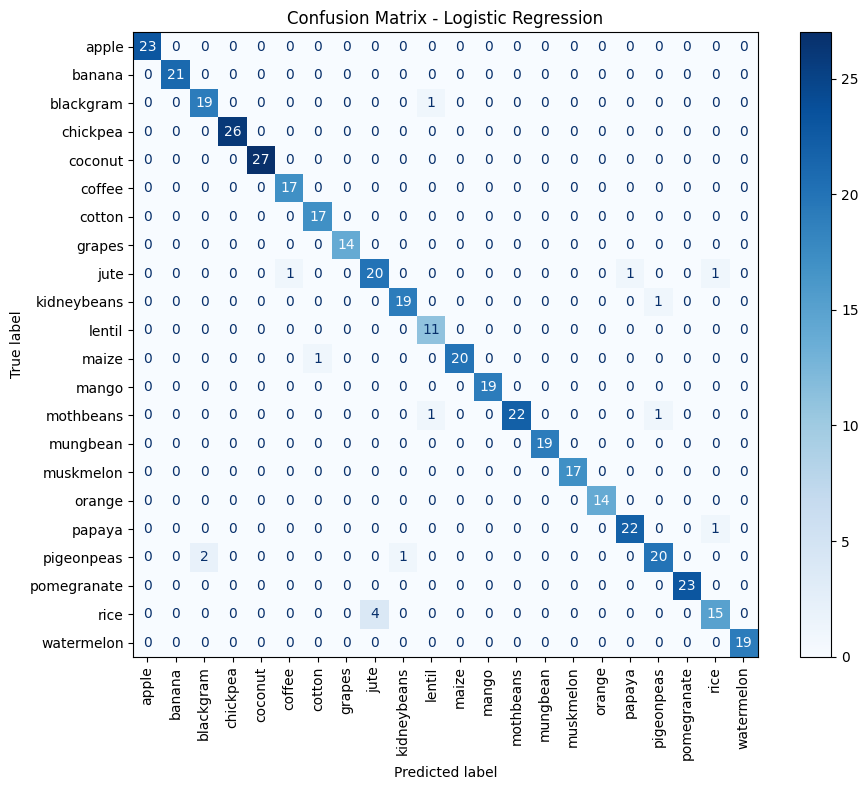 Confusion Matrix - Logistic Regression
True label
apple 23 0 0 0 0 0 0 0 0 0 0 0 0 0 0 0 0 0 0 0 0 0
banana 0 21 0 0 0 0 0 0 0 0 0 0 0 0 0 0 0 0 0 0 0 0
blackgram 0 0 19 0 0 0 0 0 0 0 1 0 0 0 0 0 0 0 0 0 0 0
chickpea 0 0 0 26 0 0 0 0 0 0 0 0 0 0 0 0 0 0 0 0 0 0
coconut 0 0 0 0 27 0 0 0 0 0 0 0 0 0 0 0 0 0 0 0 0 0
coffee 0 0 0 0 0 17 0 0 0 0 0 0 0 0 0 0 0 0 0 0 0 0
cotton 0 0 0 0 0 0 17 0 0 0 0 0 0 0 0 0 0 0 0 0 0 0
grapes 0 0 0 0 0 0 0 14 0 0 0 0 0 0 0 0 0 0 0 0 0 0
jute 0 0 0 0 0 1 0 0 20 0 0 0 0 0 0 0 0 1 0 0 1 0
kidneybeans 0 0 0 0 0 0 0 0 0 19 0 0 0 0 0 0 0 0 1 0 0 0
lentil 0 0 0 0 0 0 0 0 0 0 11 0 0 0 0 0 0 0 0 0 0 0
maize 0 0 0 0 0 0 1 0 0 0 0 20 0 0 0 0 0 0 0 0 0 0
mango 0 0 0 0 0 0 0 0 0 0 0 0 19 0 0 0 0 0 0 0 0 0
mothbeans 0 0 0 0 0 0 0 0 0 0 1 0 0 22 0 0 0 0 1 0 0 0
mungbean 0 0 0 0 0 0 0 0 0 0 0 0 0 0 19 0 0 0 0 0 0 0
muskmelon 0 0 0 0 0 0 0 0 0 0 0 0 0 0 0 17 0 0 0 0 0 0
orange 0 0 0 0 0 0 0 0 0 0 0 0 0 0 0 0 14 0 0 0 0 0
papaya 0 0 0 0 0 0 0 0 0 0 0 0 0 0 0 0 0 22 0 0 1 0
pigeonpeas 0 0 2 0 0 0 0 0 0 1 0 0 0 0 0 0 0 0 20 0 0 0
pomegranate 0 0 0 0 0 0 0 0 0 0 0 0 0 0 0 0 0 0 0 23 0 0
rice 0 0 0 0 0 0 0 0 4 0 0 0 0 0 0 0 0 0 0 0 15 0
watermelon 0 0 0 0 0 0 0 0 0 0 0 0 0 0 0 0 0 0 0 0 0 19
apple banana blackgram chickpea coconut coffee cotton grapes jute kidneybeans lentil maize mango mothbeans mungbean muskmelon orange papaya pigeonpeas pomegranate rice watermelon
Predicted label
25
20
15
10
5
0